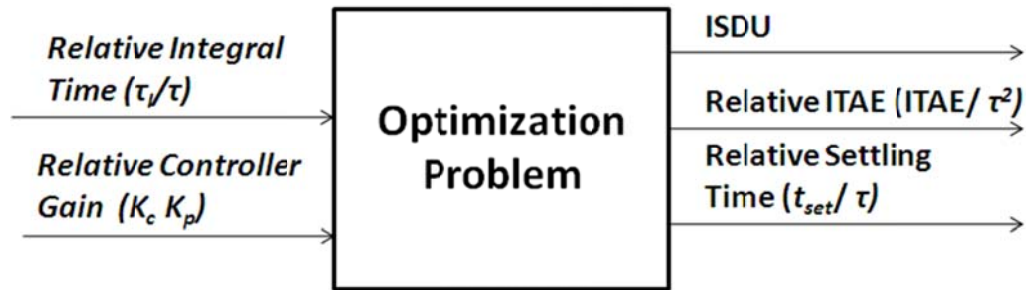 Relative Integral
Time (τI/τ)
Relative Controller
Gain (Kc Kp)
Optimization
Problem
ISDU
Relative ITAE (ITAE/ τ²)
Relative Settling
Time (tset/ τ)